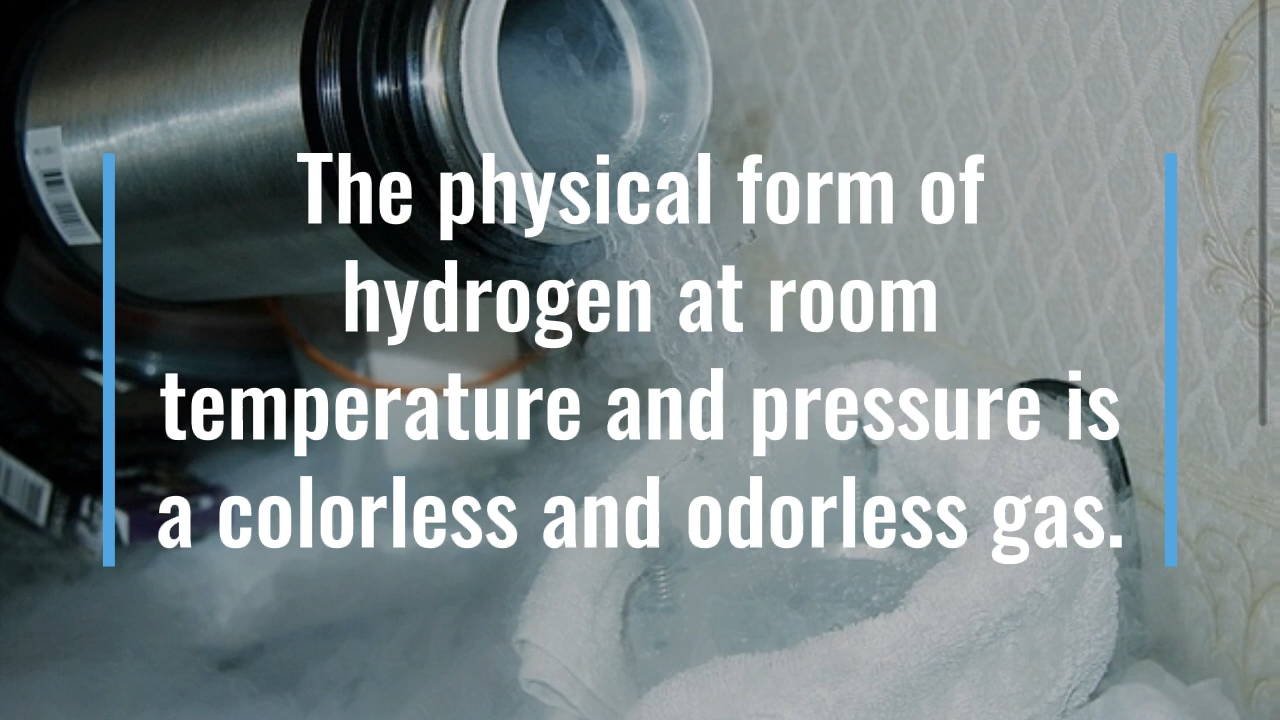 The physical form of
hydrogen at room
temperature and pressure is
a colorless and odorless gas.